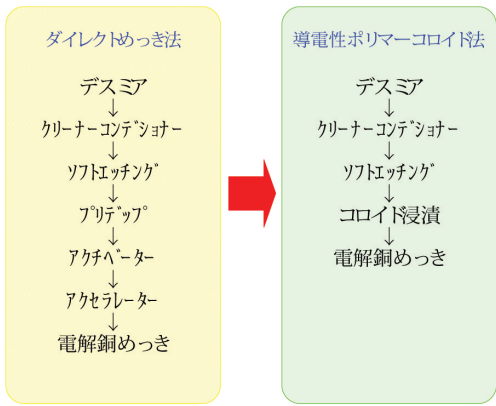 ダイレクトめっき法
デスミア
↓
クリーナーコンデショナー
↓
ソフトエッチング
↓
プリデップ
↓
アクチベーター
↓
アクセラレーター
↓
電解銅めっき
導電性ポリマーコロイド法
デスミア
↓
クリーナーコンデショナー
↓
ソフトエッチング
↓
コロイド浸漬
↓
電解銅めっき